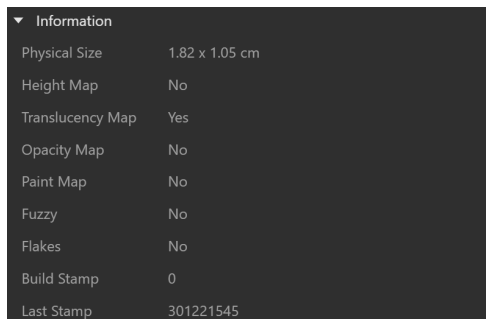 Information
Physical Size 1.82 x 1.05 cm
Height Map No
Translucency Map Yes
Opacity Map No
Paint Map No
Fuzzy No
Flakes No
Build Stamp 0
Last Stamp 301221545